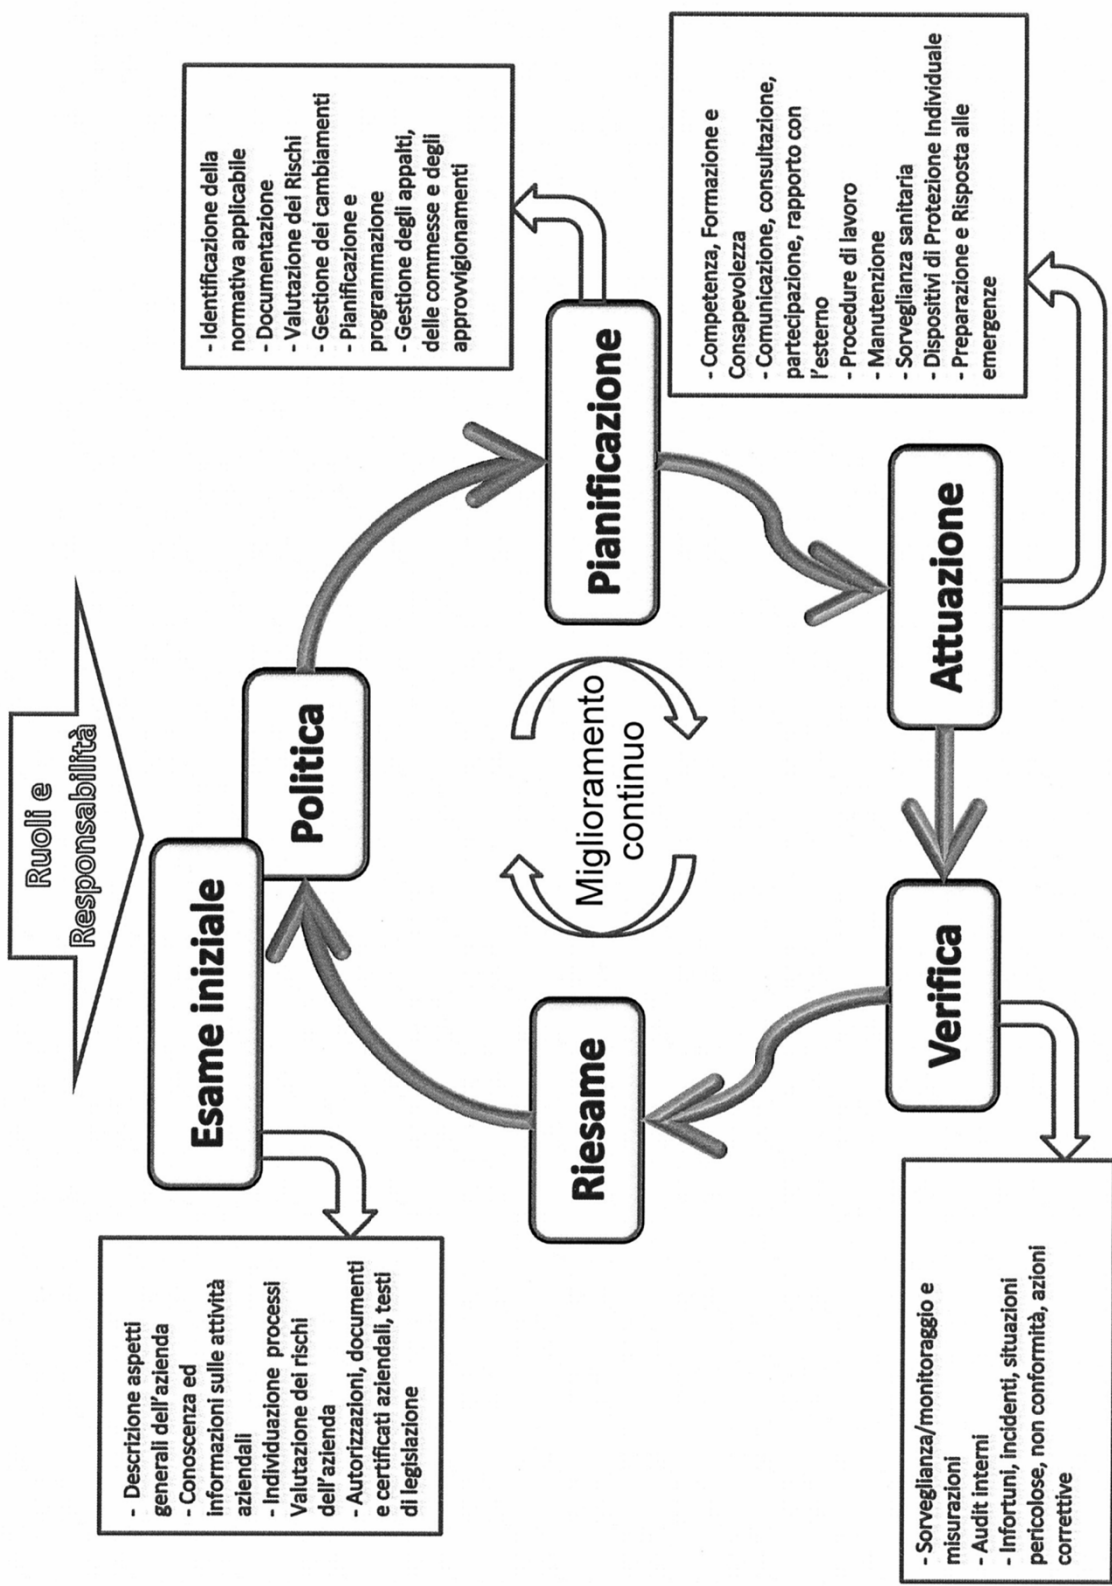 Ruoli e
Responsabilità
Esame iniziale
Politica
- Descrizione aspetti
generali dell'azienda
- Conoscenza ed
informazioni sulle attività
aziendali
- Individuazione processi
Valutazione dei rischi
dell'azienda
- Autorizzazioni, documenti
e certificati aziendali, testi
di legislazione
- Identificazione della
normativa applicabile
- Documentazione
- Valutazione dei Rischi
- Gestione dei cambiamenti
- Pianificazione e
programmazione
- Gestione degli appalti,
delle commesse e degli
approvvigionamenti
Riesame
Miglioramento
continuo
Pianificazione
- Competenza, Formazione e
Consapevolezza
- Comunicazione, consultazione,
partecipazione, rapporto con
l'esterno
- Procedure di lavoro
- Manutenzione
- Sorveglianza sanitaria
- Dispositivi di Protezione Individuale
- Preparazione e Risposta alle
emergenze
Verifica
Attuazione
- Sorveglianza/monitoraggio e
misurazioni
- Audit interni
- Infortuni, incidenti, situazioni
pericolose, non conformità, azioni
correttive